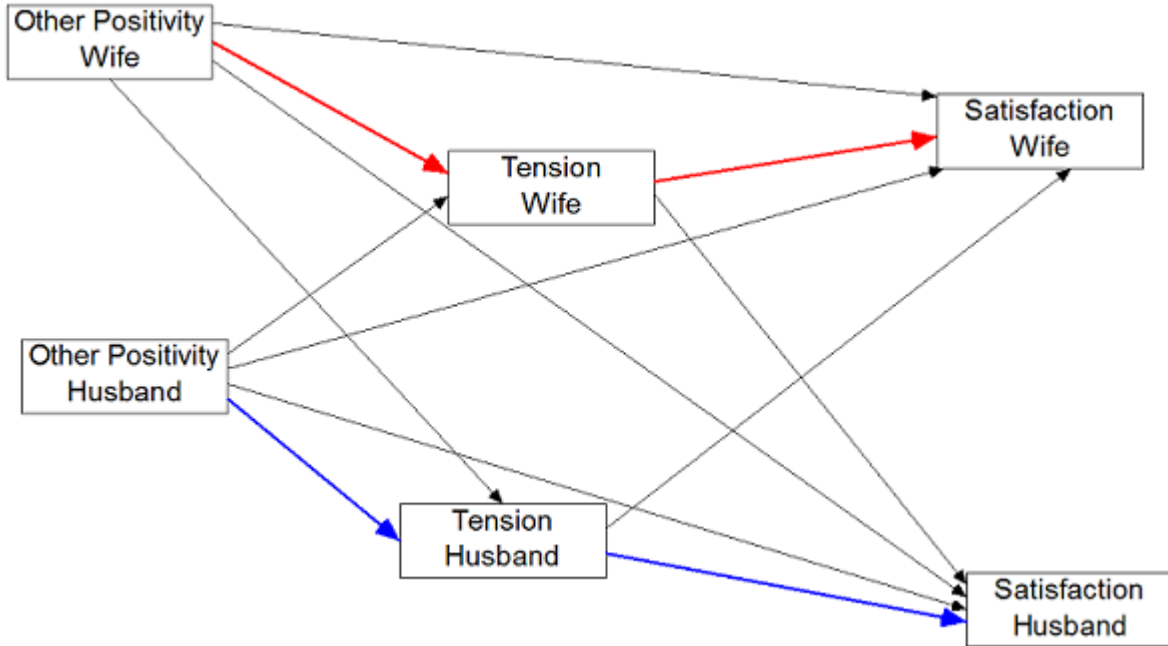 Other Positivity
Wife
Satisfaction
Wife
Tension
Wife
Other Positivity
Husband
Tension
Husband
Satisfaction
Husband